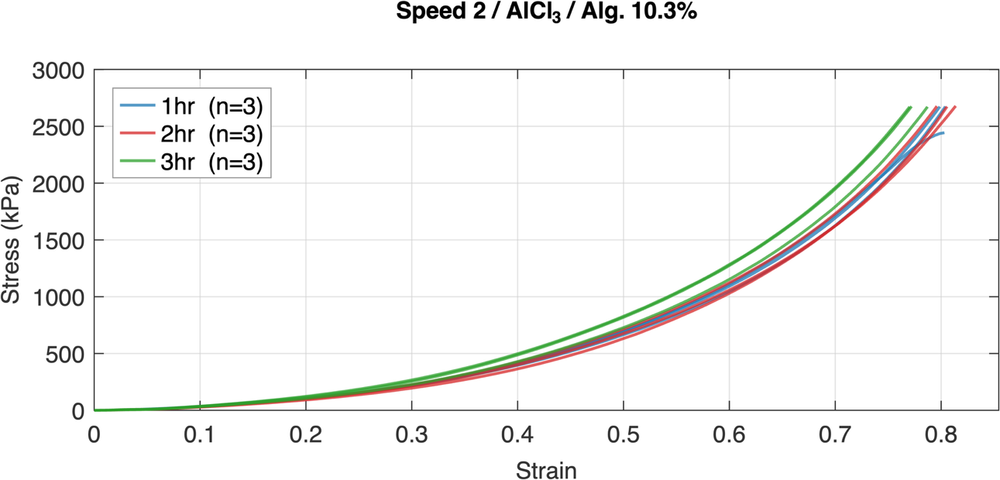 Speed 2 / AlCl₃ / Alg. 10.3%
3000
2500
2000
1500
1000
500
0
Stress (kPa)
1hr (n=3)
2hr (n=3)
3hr (n=3)
0 0.1 0.2 0.3 0.4 0.5 0.6 0.7 0.8
Strain